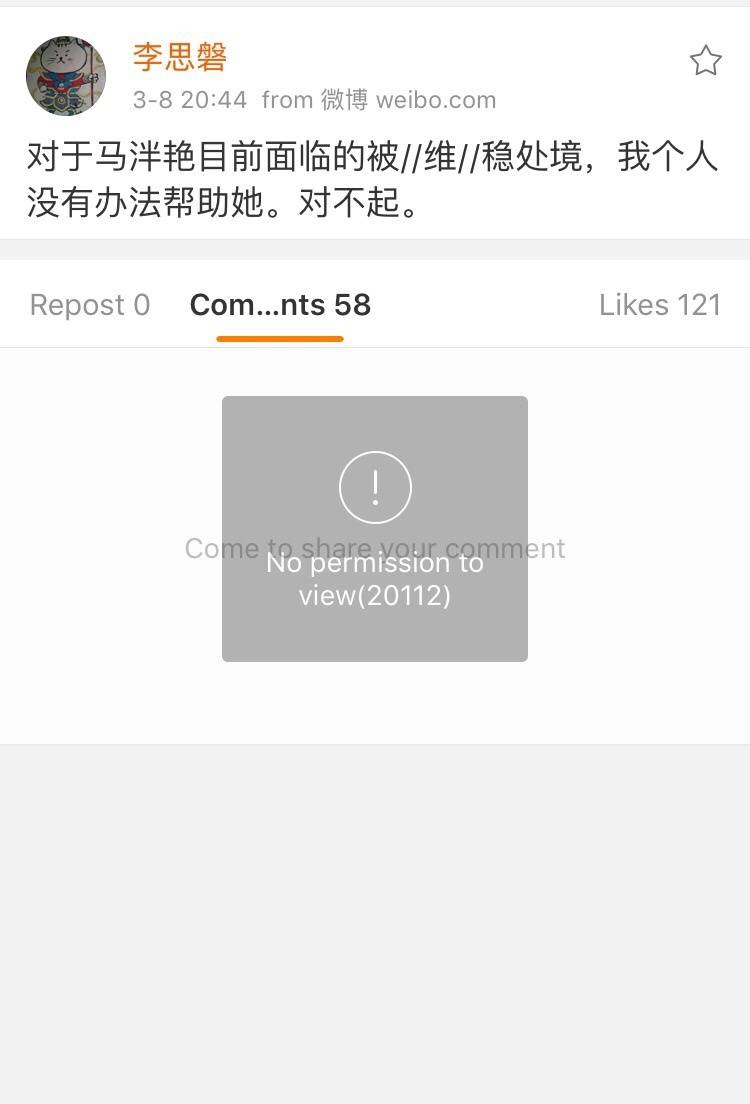 李思磐
3-8 20:44 from 微博 weibo.com
对于马泮艳目前面临的被//维//稳处境，我个人
没有办法帮助她。对不起。
Repost 0 Com...nts 58 Likes 121
Come to share your comment
No permission to
view(20112)